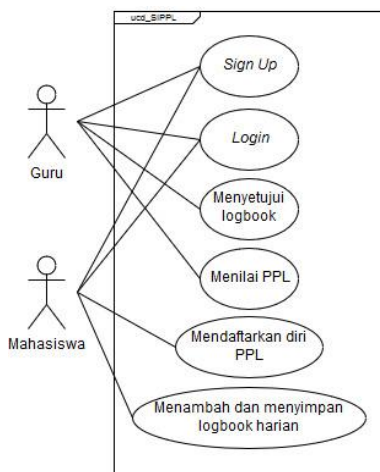 ucd_SIPPL
Sign Up
Login
Guru
Menyetujui
logbook
Menilai PPL
Mahasiswa
Mendaftarkan diri
PPL
Menambah dan menyimpan
logbook harian